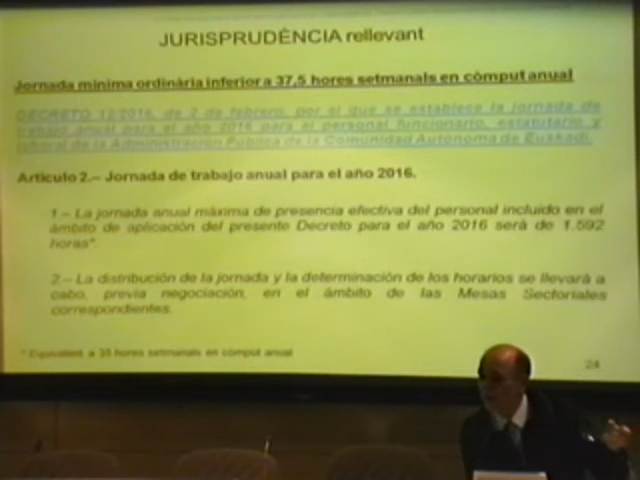 JURISPRUDÈNCIA rellevant
Jornada mínima ordinària inferior a 37,5 hores setmanals en còmput anual
DECRETO 12/2016, de 2 de febrero, por el que se establece la jornada de
trabajo anual para el año 2016 para el personal funcionario, estatutario y
laboral de la Administración Pública de la Comunidad Autónoma de Euskadi.
Artículo 2.– Jornada de trabajo anual para el año 2016.
1.– La jornada anual máxima de presencia efectiva del personal incluido en el
ámbito de aplicación del presente Decreto para el año 2016 será de 1.592
horas*.
2.– La distribución de la jornada y la determinación de los horarios se llevará a
cabo, previa negociación, en el ámbito de las Mesas Sectoriales
correspondientes.
* Equivalent a 35 hores setmanals en còmput anual
24